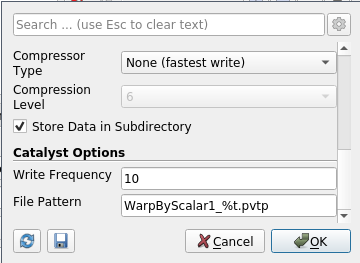 Search ... (use Esc to clear text)
Compressor
Type
None (fastest write)
Compression
Level
6
Store Data in Subdirectory
Catalyst Options
Write Frequency
10
File Pattern
WarpByScalar1_%t.pvtp
Cancel
OK